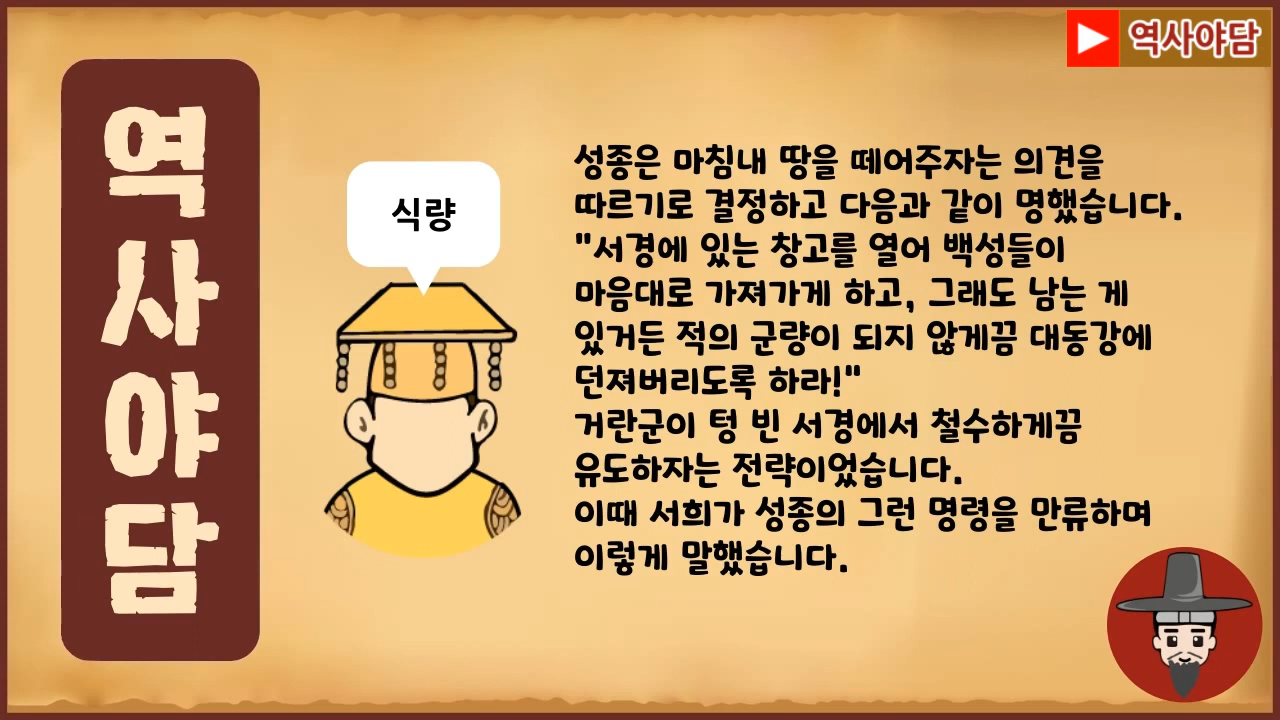 역사야담
역사야담
식량
성종은 마침내 땅을 떼어주자는 의견을
따르기로 결정하고 다음과 같이 명했습니다.
"서경에 있는 창고를 열어 백성들이
마음대로 가져가게 하고, 그래도 남는 게
있거든 적의 군량이 되지 않게끔 대동강에
던져버리도록 하라!"
거란군이 텅 빈 서경에서 철수하게끔
유도하자는 전략이었습니다.
이때 서희가 성종의 그런 명령을 만류하며
이렇게 말했습니다.